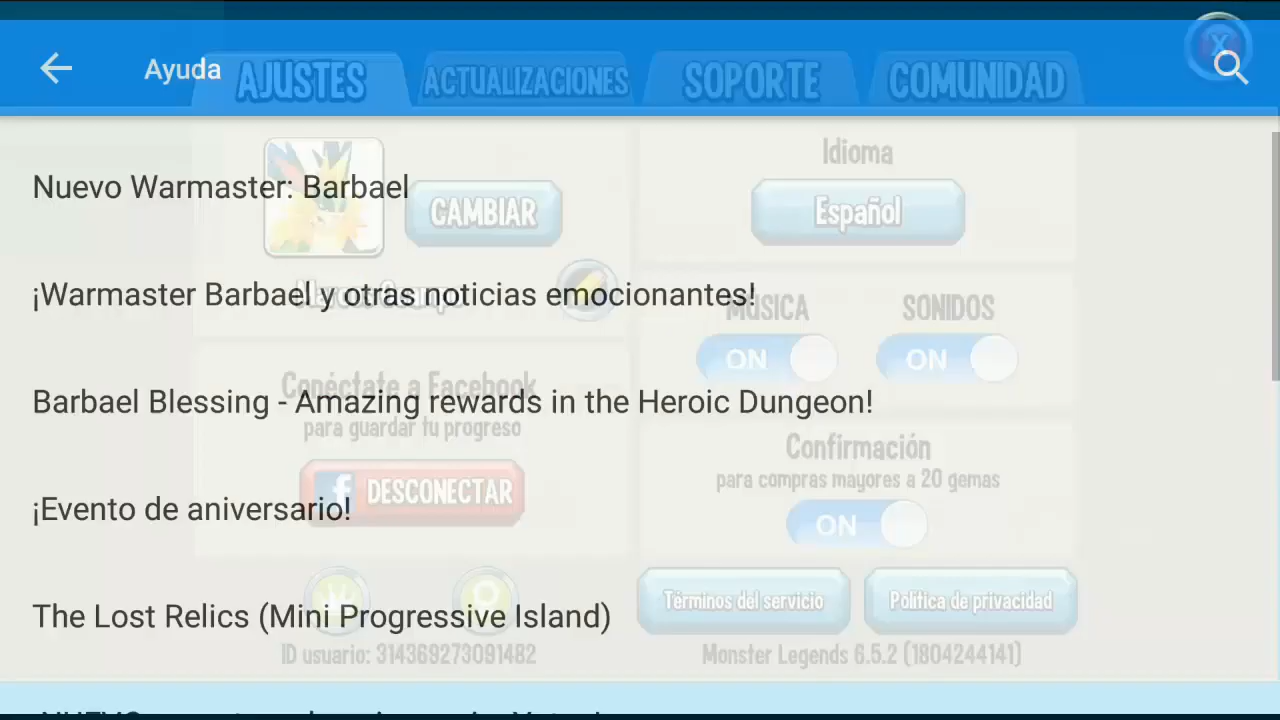 Ayuda
AJUSTES
ACTUALIZACIONES
SOPORTE
COMUNIDAD
Nuevo Warmaster: Barbael
CAMBIAR
Idioma
Español
¡Warmaster Barbael y otras noticias emocionantes!
MÚSICA
SONIDOS
ON
ON
Conéctate a Facebook
para guardar tu progreso
Barbael Blessing - Amazing rewards in the Heroic Dungeon!
Confirmación
para compras mayores a 20 gemas
ON
DESCONECTAR
¡Evento de aniversario!
The Lost Relics (Mini Progressive Island)
Términos del servicio
Política de privacidad
ID usuario: 314369273091482
Monster Legends 6.5.2 (1804244141)